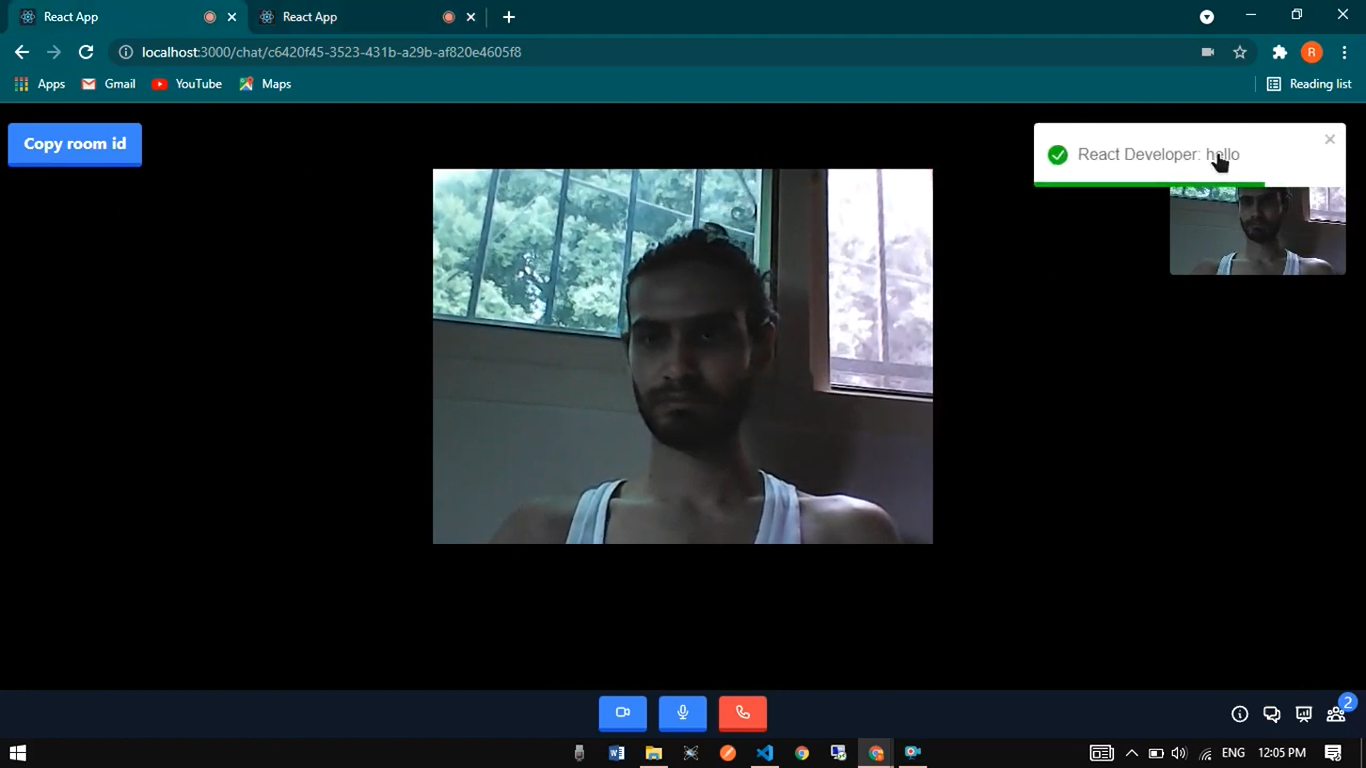 React App
React App
localhost:3000/chat/c6420f45-3523-431b-a29b-af820e4605f8
R
Apps
Gmail
YouTube
Maps
Reading list
Copy room id
React Developer: hello
2
ENG
12:05 PM